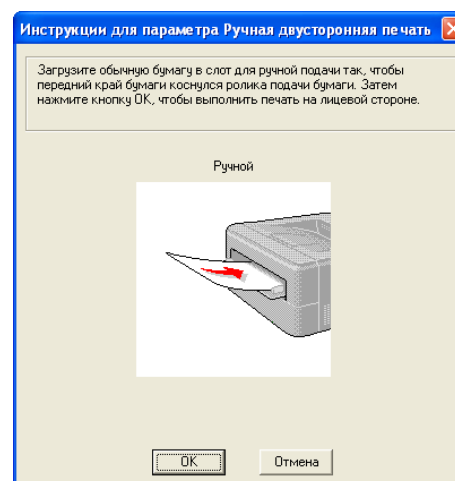 Инструкции для параметра Ручная двусторонняя печать
Загрузите обычную бумагу в слот для ручной подачи так, чтобы
передний край бумаги коснулся ролика подачи бумаги. Затем
нажмите кнопку OK, чтобы выполнить печать на лицевой стороне.
Ручной
OK
Отмена